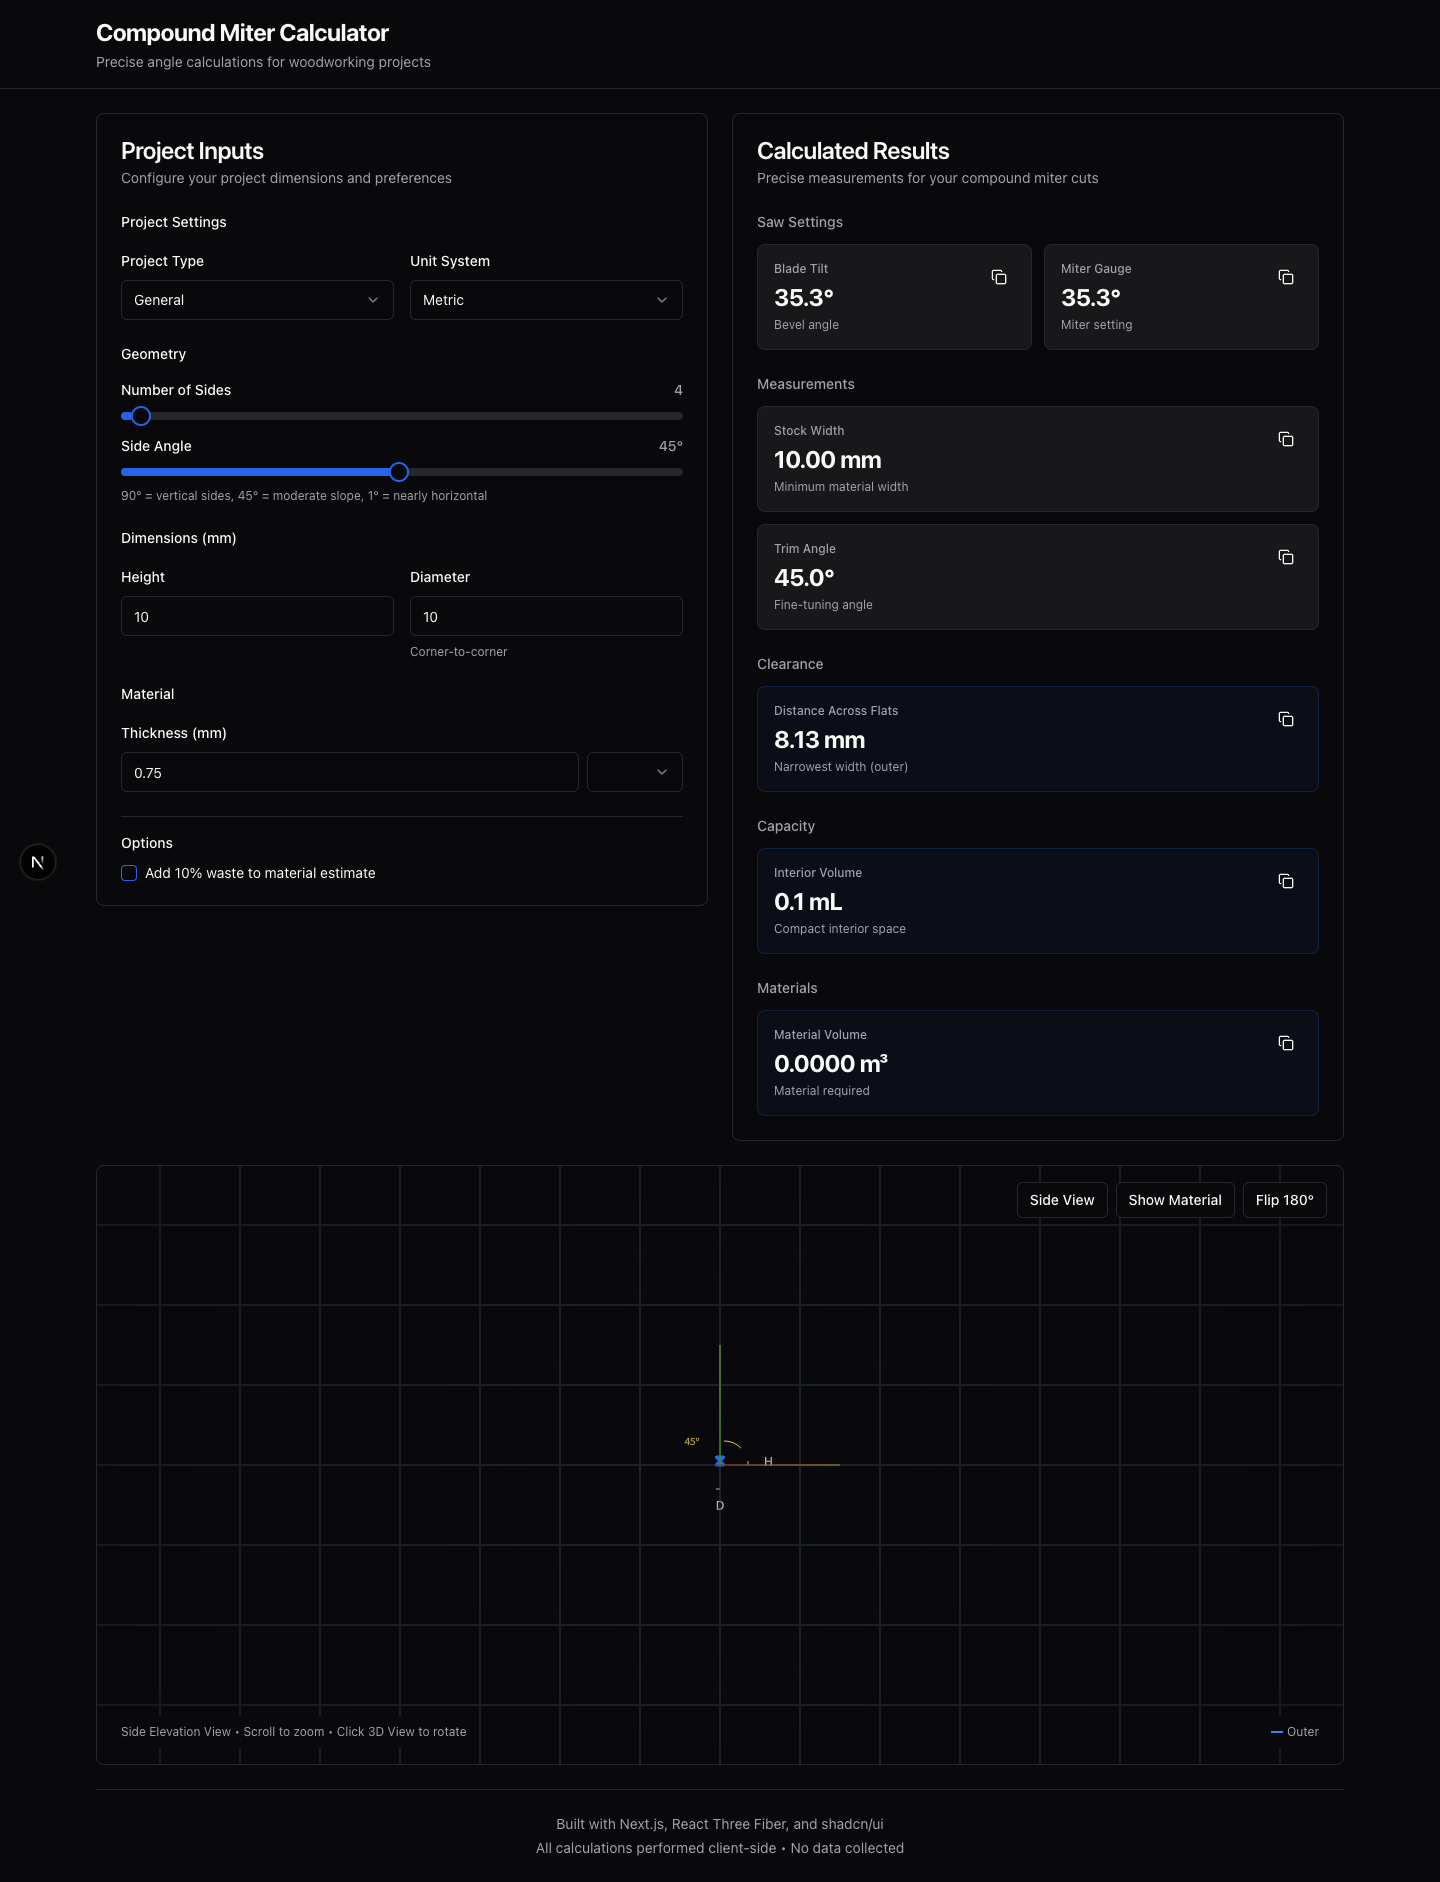 Compound Miter Calculator
Precise angle calculations for woodworking projects
Project Inputs
Configure your project dimensions and preferences
Project Settings
Project Type
Unit System
General
Metric
Geometry
Number of Sides
4
Side Angle
45°
90° = vertical sides, 45° = moderate slope, 1° = nearly horizontal
Dimensions (mm)
Height
Diameter
10
10
Corner-to-corner
Material
Thickness (mm)
0.75
Options
Add 10% waste to material estimate
Calculated Results
Precise measurements for your compound miter cuts
Saw Settings
Blade Tilt
35.3°
Bevel angle
Miter Gauge
35.3°
Miter setting
Measurements
Stock Width
10.00 mm
Minimum material width
Trim Angle
45.0°
Fine-tuning angle
Clearance
Distance Across Flats
8.13 mm
Narrowest width (outer)
Capacity
Interior Volume
0.1 mL
Compact interior space
Materials
Material Volume
0.0000 m³
Material required
N
Side View
Show Material
Flip 180°
45°
H
D
Side Elevation View • Scroll to zoom • Click 3D View to rotate
Outer
Built with Next.js, React Three Fiber, and shadcn/ui
All calculations performed client-side • No data collected